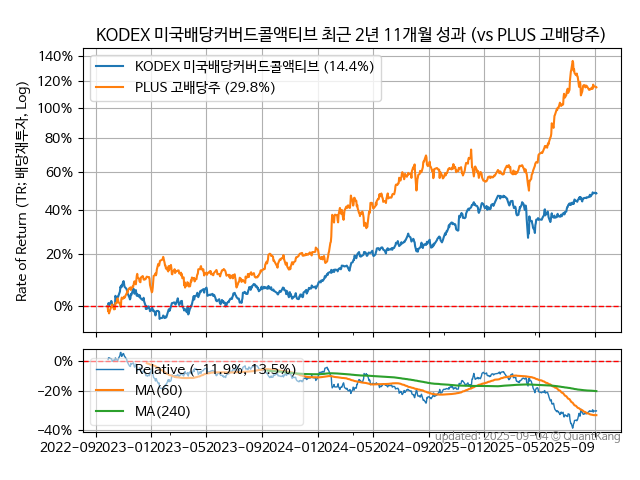 KODEX 미국배당커버드콜액티브 최근 2년 11개월 성과 (vs PLUS 고배당주)
140%
120%
100%
80%
60%
40%
20%
0%
Rate of Return (TR: 배당재투자, Log)
KODEX 미국배당커버드콜액티브 (14.4%)
PLUS 고배당주 (29.8%)
0%
−20%
−40%
Relative (−11.9%, 13.5%)
MA(60)
MA(240)
2022-09 2023-01 2023-05 2023-09 2024-01 2024-05 2024-09 2025-01 2025-05 2025-09
updated: 2025-09-04 © QuantKang